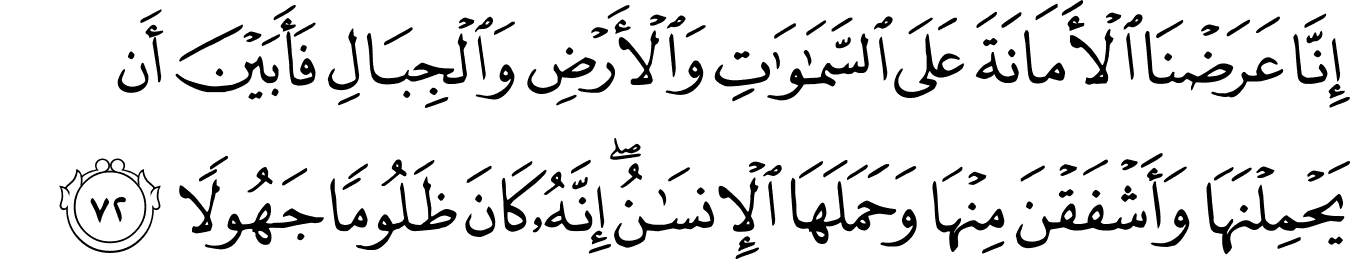 إِنَّا عَرَضْنَا ٱلْأَمَانَةَ عَلَى ٱلسَّمَـٰوَٰتِ وَٱلْأَرْضِ وَٱلْجِبَالِ فَأَبَيْنَ أَن
يَحْمِلْنَهَا وَأَشْفَقْنَ مِنْهَا وَحَمَلَهَا ٱلْإِنسَـٰنُ ۖ إِنَّهُۥ كَانَ ظَلُومًا جَهُولًا ٧٢